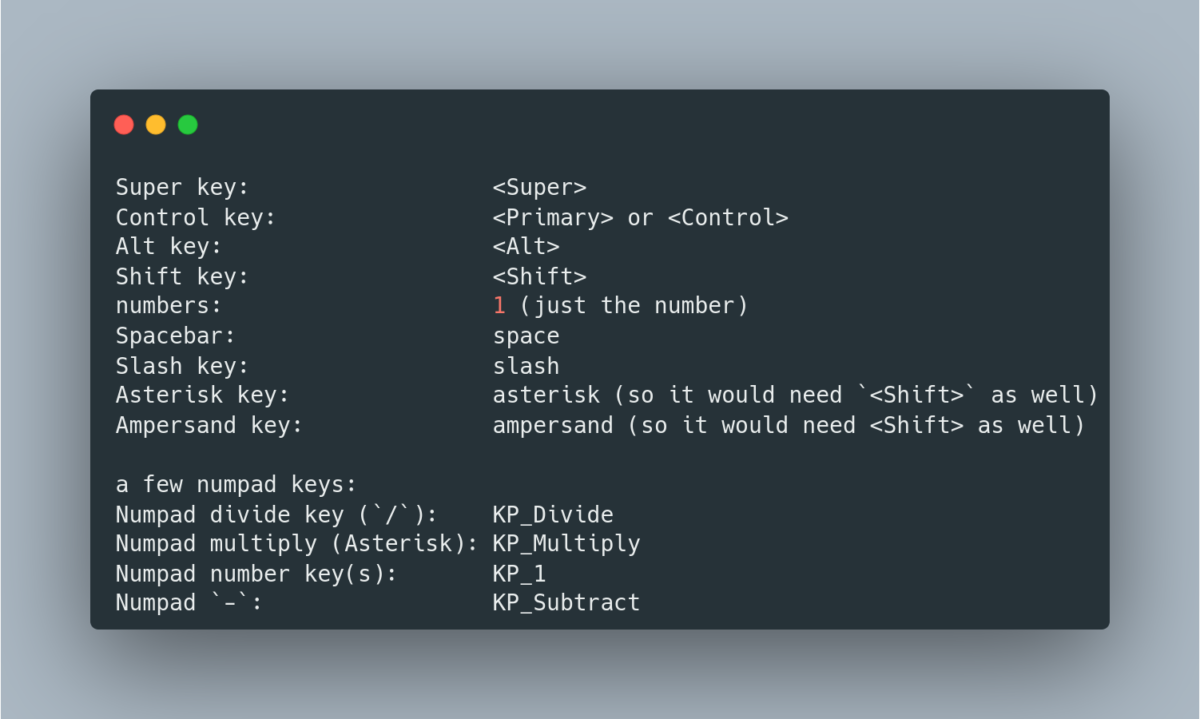 Super key: <Super>
Control key: <Primary> or <Control>
Alt key: <Alt>
Shift key: <Shift>
numbers: 1 (just the number)
Spacebar: space
Slash key: slash
Asterisk key: asterisk (so it would need `<Shift>` as well)
Ampersand key: ampersand (so it would need <Shift> as well)

a few numpad keys:
Numpad divide key (`/`): KP_Divide
Numpad multiply (Asterisk): KP_Multiply
Numpad number key(s): KP_1
Numpad `-`: KP_Subtract